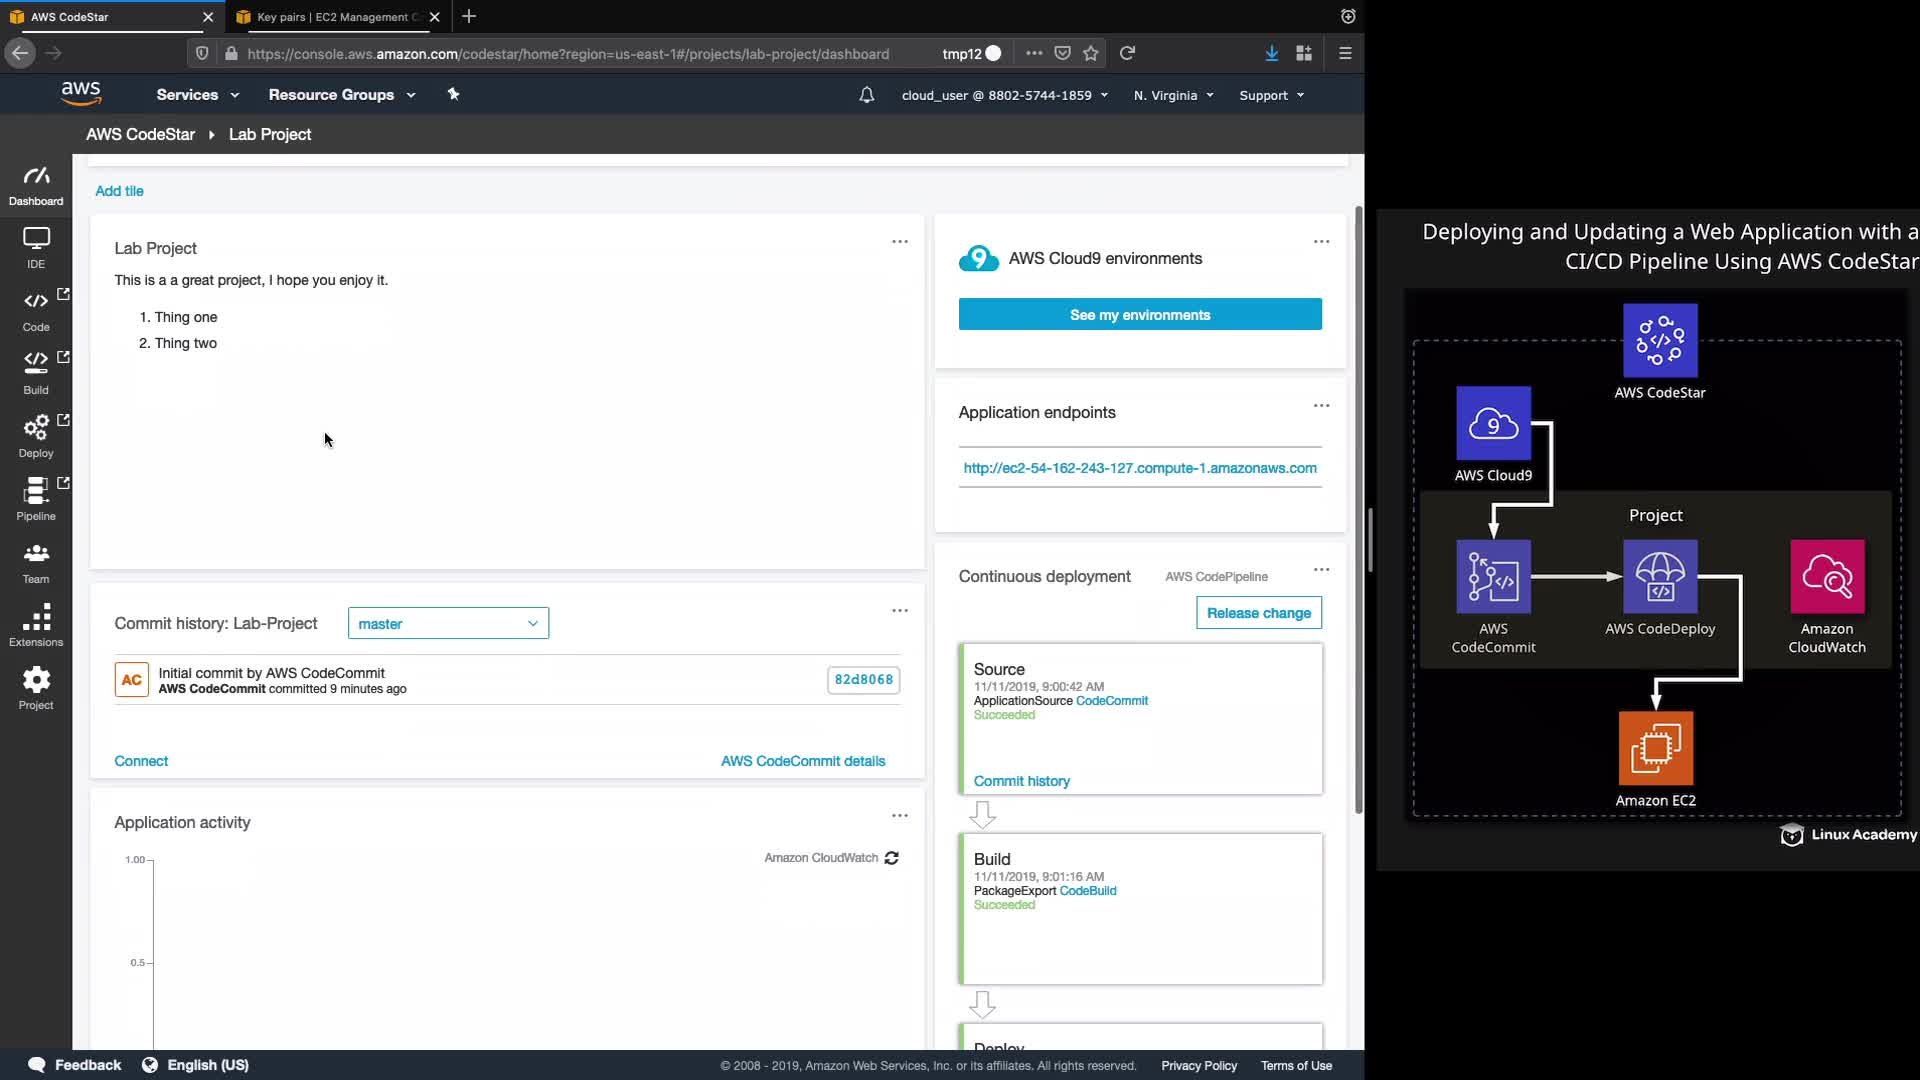 AWS CodeStar
Key pairs | EC2 Management C
https://console.aws.amazon.com/codestar/home?region=us-east-1#/projects/lab-project/dashboard
tmp12
aws
Services
Resource Groups
cloud_user @ 8802-5744-1859
N. Virginia
Support
AWS CodeStar
Lab Project
Dashboard
IDE
Code
Build
Deploy
Pipeline
Team
Extensions
Project
Add tile
Lab Project
This is a a great project, I hope you enjoy it.
1. Thing one
2. Thing two
Commit history: Lab-Project
master
AC
Initial commit by AWS CodeCommit
AWS CodeCommit committed 9 minutes ago
82d8068
Connect
AWS CodeCommit details
Application activity
Amazon CloudWatch
1.00
0.5
9
AWS Cloud9 environments
See my environments
Application endpoints
http://ec2-54-162-243-127.compute-1.amazonaws.com
Continuous deployment
AWS CodePipeline
Release change
Source
11/11/2019, 9:00:42 AM
ApplicationSource CodeCommit
Succeeded
Commit history
Build
11/11/2019, 9:01:16 AM
PackageExport CodeBuild
Succeeded
Deploy
Feedback
English (US)
© 2008 - 2019, Amazon Web Services, Inc. or its affiliates. All rights reserved.
Privacy Policy
Terms of Use
Deploying and Updating a Web Application with a
CI/CD Pipeline Using AWS CodeStar
AWS CodeStar
9
AWS Cloud9
Project
AWS
CodeCommit
AWS CodeDeploy
Amazon
CloudWatch
Amazon EC2
Linux Academy